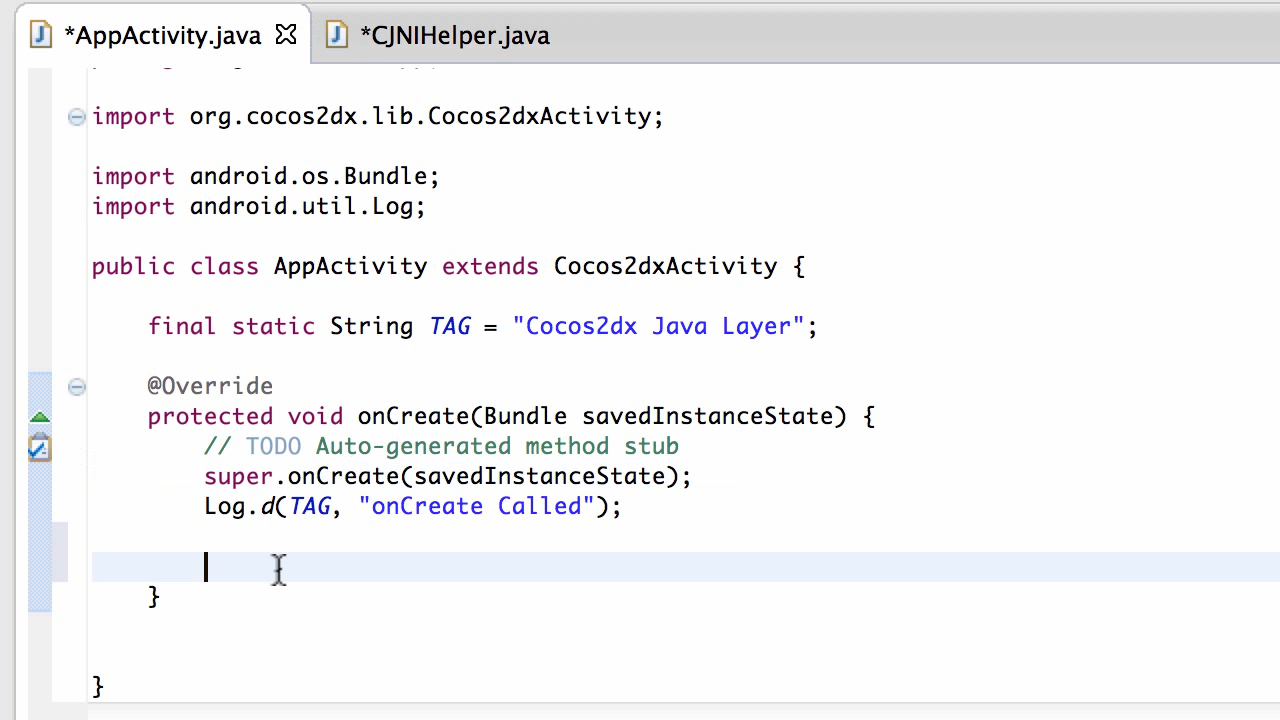 *AppActivity.java
*CJNIHelper.java
import org.cocos2dx.lib.Cocos2dxActivity;
import android.os.Bundle;
import android.util.Log;
public class AppActivity extends Cocos2dxActivity {
final static String TAG = "Cocos2dx Java Layer";
@Override
protected void onCreate(Bundle savedInstanceState) {
// TODO Auto-generated method stub
super.onCreate(savedInstanceState);
Log.d(TAG, "onCreate Called");
}
}